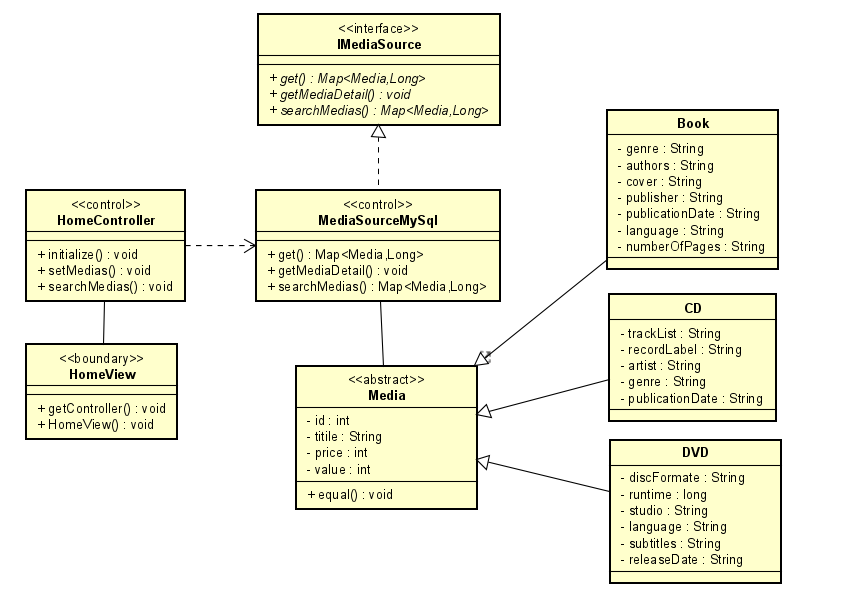 <<interface>>
IMediaSource
+ get() : Map<Media,Long>
+ getMediaDetail() : void
+ searchMedias() : Map<Media,Long>
<<control>>
HomeController
+ initialize() : void
+ setMedias() : void
+ searchMedias() : void
<<control>>
MediaSourceMySql
+ get() : Map<Media,Long>
+ getMediaDetail() : void
+ searchMedias() : Map<Media,Long>
Book
- genre : String
- authors : String
- cover : String
- publisher : String
- publicationDate : String
- language : String
- numberOfPages : String
CD
- trackList : String
- recordLabel : String
- artist : String
- genre : String
- publicationDate : String
<<boundary>>
HomeView
+ getController() : void
+ HomeView() : void
<<abstract>>
Media
- id : int
- titile : String
- price : int
- value : int
+ equal() : void
DVD
- discFormate : String
- runtime : long
- studio : String
- language : String
- subtitles : String
- releaseDate : String